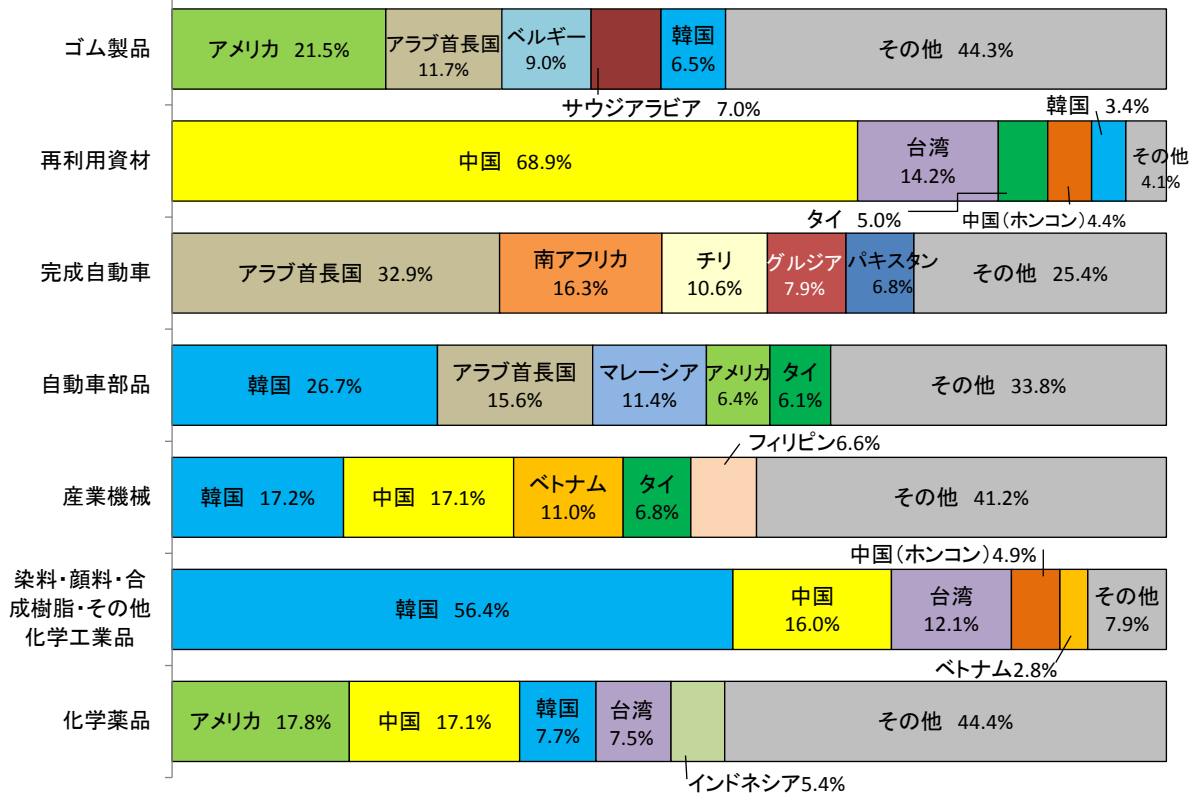 ゴム製品
アメリカ 21.5%
アラブ首長国
11.7%
ベルギー
9.0%
サウジアラビア 7.0%
韓国
6.5%
その他 44.3%
再利用資材
中国 68.9%
台湾
14.2%
タイ 5.0%
中国(ホンコン)4.4%
韓国 3.4%
その他
4.1%
完成自動車
アラブ首長国 32.9%
南アフリカ
16.3%
チリ
10.6%
グルジア
7.9%
パキスタン
6.8%
その他 25.4%
自動車部品
韓国 26.7%
アラブ首長国
15.6%
マレーシア
11.4%
アメリカ
6.4%
タイ
6.1%
その他 33.8%
産業機械
韓国 17.2%
中国 17.1%
ベトナム
11.0%
タイ
6.8%
フィリピン6.6%
その他 41.2%
染料・顔料・合
成樹脂・その他
化学工業品
韓国
56.4%
中国
16.0%
台湾
12.1%
中国(ホンコン)4.9%
ベトナム2.8%
その他
7.9%
化学薬品
アメリカ 17.8%
中国 17.1%
韓国
7.7%
台湾
7.5%
インドネシア5.4%
その他 44.4%